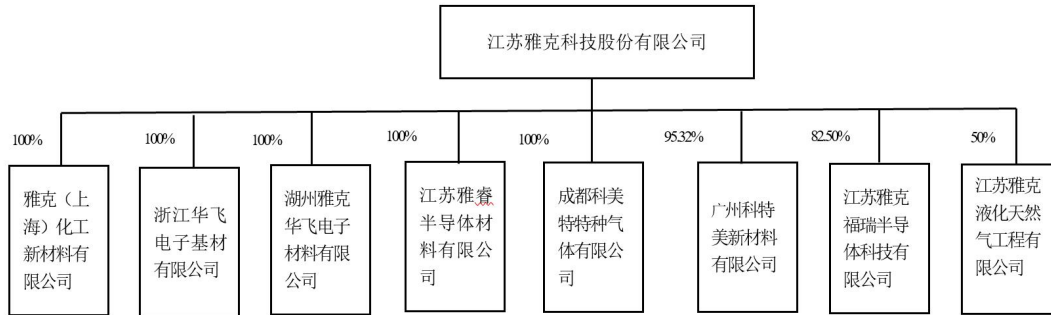 江苏雅克科技股份有限公司
100%
100%
100%
100%
100%
95.32%
82.50%
50%
雅克（上
海）化工
新材料有
限公司
浙江华飞
电子基材
有限公司
湖州雅克
华飞电子
材料有限
公司
江苏雅睿
半导体材
料有限公
司
成都科美
特特种气
体有限公
司
广州科特
美新材料
有限公司
江苏雅克
福瑞半导
体科技有
限公司
江苏雅克
液化天然
气工程有
限公司